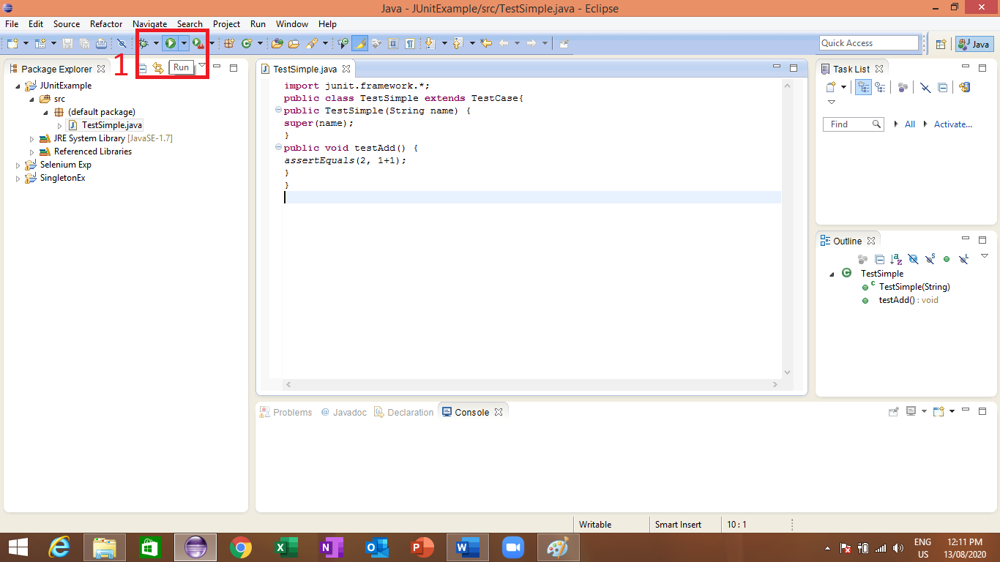 Java - JUnitExample/src/TestSimple.java - Eclipse
File Edit Source Refactor Navigate Search Project Run Window Help
Quick Access
Java
1
Run
Package Explorer
JUnitExample
src
(default package)
TestSimple.java
JRE System Library [JavaSE-1.7]
Referenced Libraries
Selenium Exp
SingletonEx
TestSimple.java
import junit.framework.*;
public class TestSimple extends TestCase{
public TestSimple(String name) {
super(name);
}
public void testAdd() {
assertEquals(2, 1+1);
}
}
Task List
Find
All
Activate...
Outline
TestSimple
TestSimple(String)
testAdd() : void
Problems @ Javadoc Declaration Console
Writable Smart Insert 10 : 1
ENG
US
12:11 PM
13/08/2020